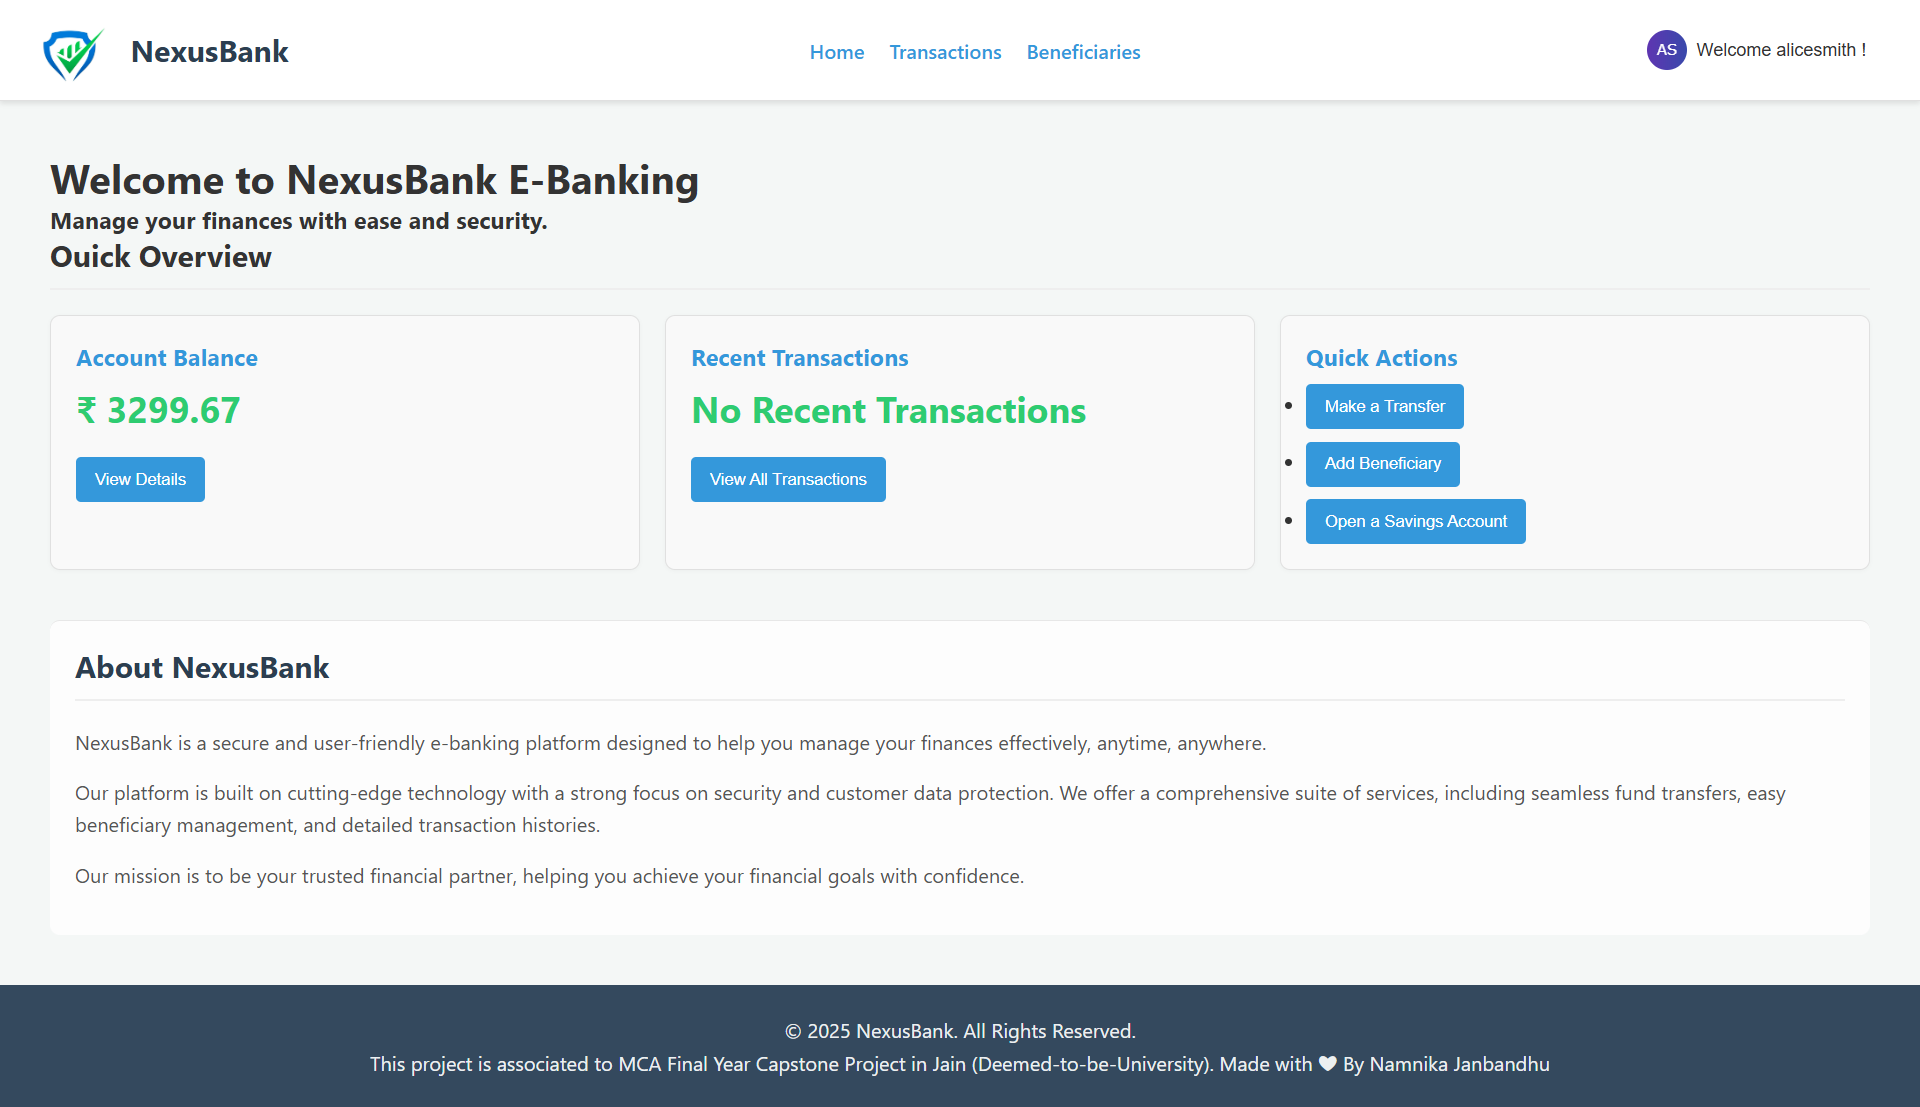 NexusBank
Home Transactions Beneficiaries
AS Welcome alicesmith !
Welcome to NexusBank E-Banking
Manage your finances with ease and security.
Quick Overview
Account Balance
₹ 3299.67
View Details
Recent Transactions
No Recent Transactions
View All Transactions
Quick Actions
Make a Transfer
Add Beneficiary
Open a Savings Account
About NexusBank
NexusBank is a secure and user-friendly e-banking platform designed to help you manage your finances effectively, anytime, anywhere.
Our platform is built on cutting-edge technology with a strong focus on security and customer data protection. We offer a comprehensive suite of services, including seamless fund transfers, easy
beneficiary management, and detailed transaction histories.
Our mission is to be your trusted financial partner, helping you achieve your financial goals with confidence.
© 2025 NexusBank. All Rights Reserved.
This project is associated to MCA Final Year Capstone Project in Jain (Deemed-to-be-University). Made with ♥ By Namnika Janbandhu